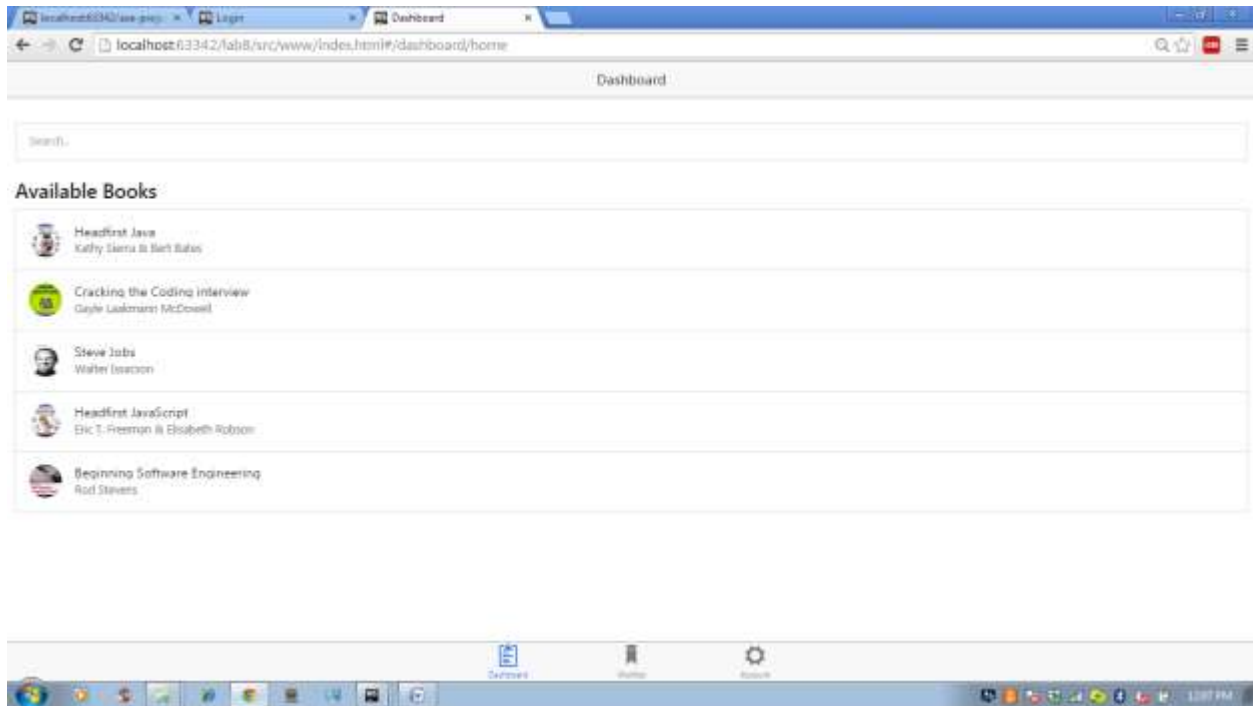 Login
Dashboard
localhost:63342/lab8/src/www/index.html#/dashboard/home
Dashboard
Search..
Available Books
Headfirst Java
Kathy Sierra & Bert Bates
Cracking the Coding interview
Gayle Laakmann McDowell
Steve Jobs
Walter Isaacson
Headfirst JavaScript
Eric T. Freeman & Elisabeth Robson
Beginning Software Engineering
Rod Stevens
Dashboard